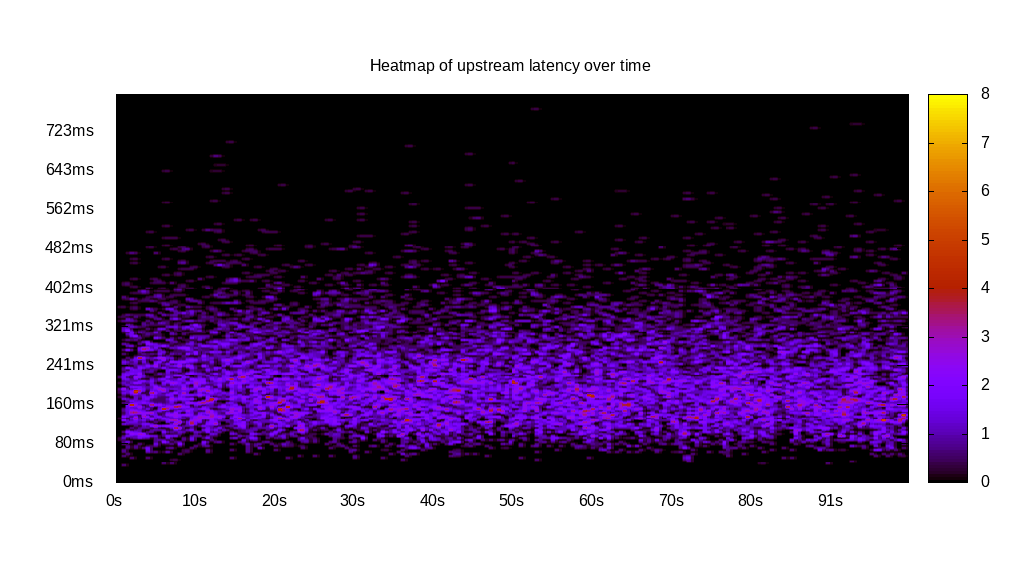 Heatmap of upstream latency over time
723ms
643ms
562ms
482ms
402ms
321ms
241ms
160ms
80ms
0ms
0s 10s 20s 30s 40s 50s 60s 70s 80s 91s
8
7
6
5
4
3
2
1
0